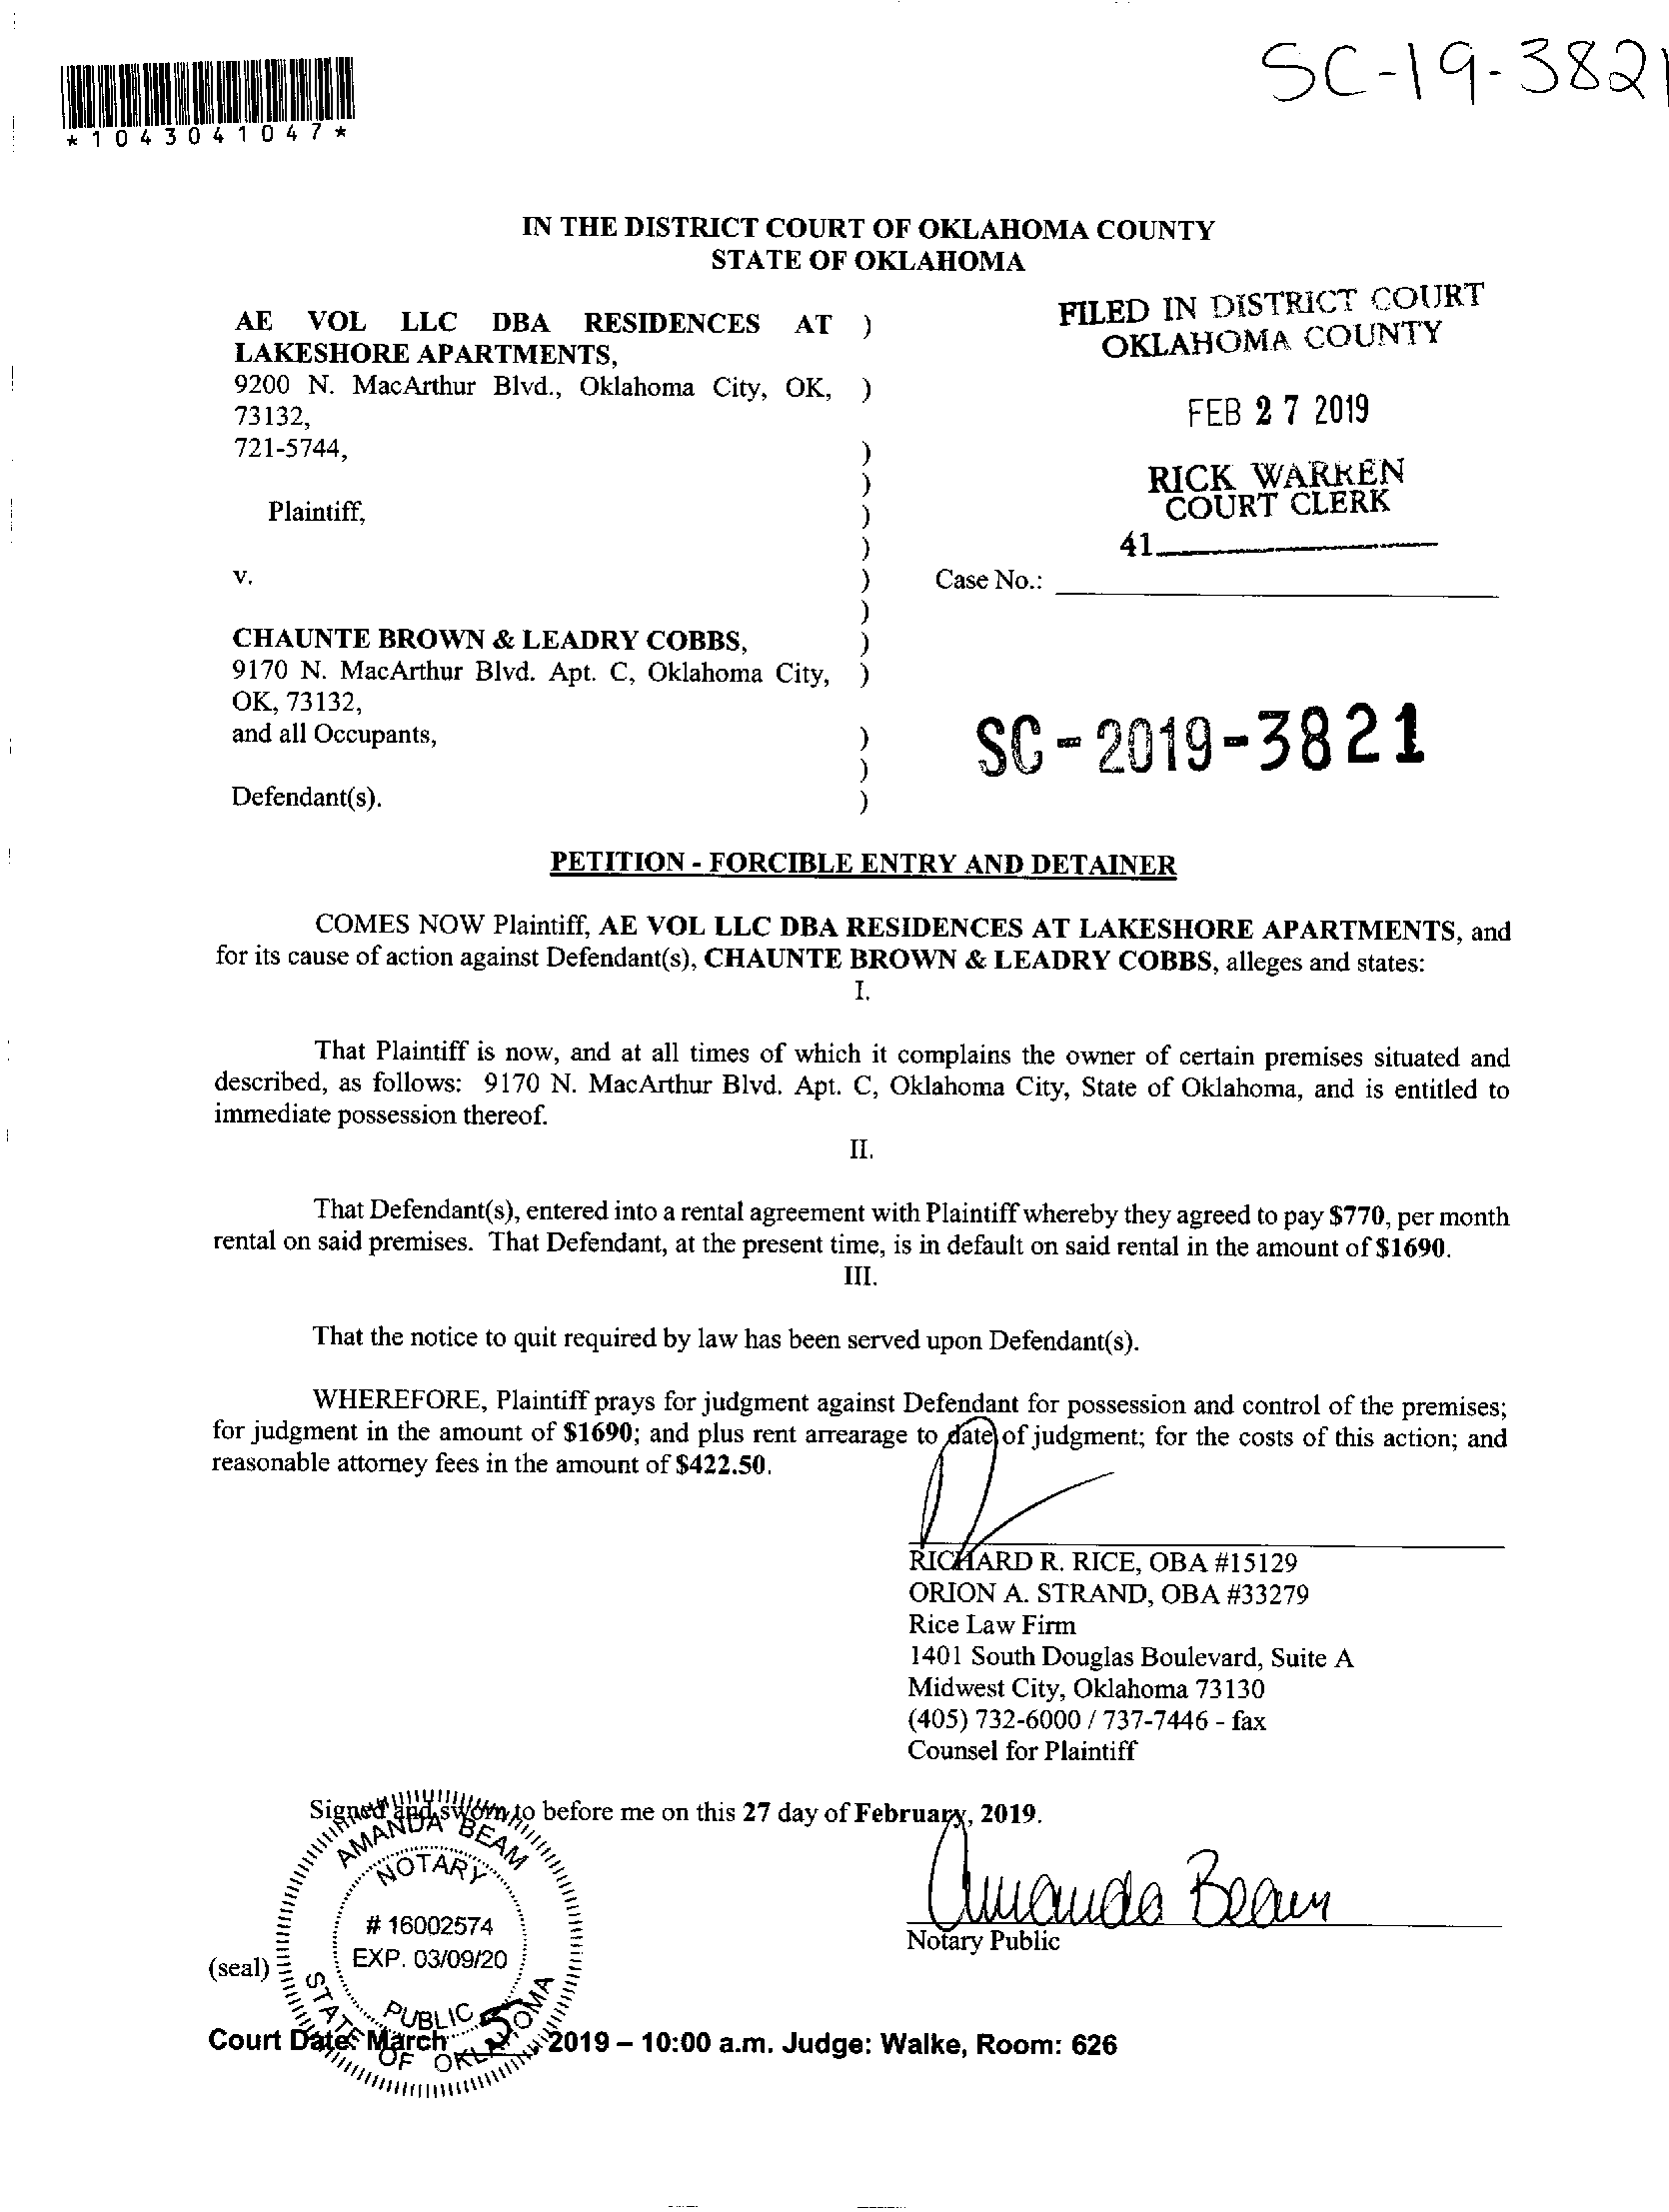 SC-19-3821
*1043041047*
IN THE DISTRICT COURT OF OKLAHOMA COUNTY
STATE OF OKLAHOMA
AE VOL LLC DBA RESIDENCES AT )
LAKESHORE APARTMENTS,
9200 N. MacArthur Blvd., Oklahoma City, OK, )
73132,
721-5744, )
)
Plaintiff, )
)
v. )
)
CHAUNTE BROWN & LEADRY COBBS, )
9170 N. MacArthur Blvd. Apt. C, Oklahoma City, )
OK, 73132,
and all Occupants, )
)
Defendant(s). )
FILED IN DISTRICT COURT
OKLAHOMA COUNTY
FEB 27 2019
RICK WARREN
COURT CLERK
41
Case No.:
SC-2019-3821
PETITION - FORCIBLE ENTRY AND DETAINER
COMES NOW Plaintiff, AE VOL LLC DBA RESIDENCES AT LAKESHORE APARTMENTS, and
for its cause of action against Defendant(s), CHAUNTE BROWN & LEADRY COBBS, alleges and states:
I.
That Plaintiff is now, and at all times of which it complains the owner of certain premises situated and
described, as follows: 9170 N. MacArthur Blvd. Apt. C, Oklahoma City, State of Oklahoma, and is entitled to
immediate possession thereof.
II.
That Defendant(s), entered into a rental agreement with Plaintiff whereby they agreed to pay $770, per month
rental on said premises. That Defendant, at the present time, is in default on said rental in the amount of $1690.
III.
That the notice to quit required by law has been served upon Defendant(s).
WHEREFORE, Plaintiff prays for judgment against Defendant for possession and control of the premises;
for judgment in the amount of $1690; and plus rent arrearage to date of judgment; for the costs of this action; and
reasonable attorney fees in the amount of $422.50.
RICHARD R. RICE, OBA #15129
ORION A. STRAND, OBA #33279
Rice Law Firm
1401 South Douglas Boulevard, Suite A
Midwest City, Oklahoma 73130
(405) 732-6000 / 737-7446 - fax
Counsel for Plaintiff
Signed and sworn to before me on this 27 day of February, 2019.
Amanda Beam
Notary Public
(seal)
AMANDA BEAM
NOTARY
# 16002574
EXP. 03/09/20
PUBLIC
STATE OF OKLAHOMA
Court Date: March 5, 2019 – 10:00 a.m. Judge: Walke, Room: 626